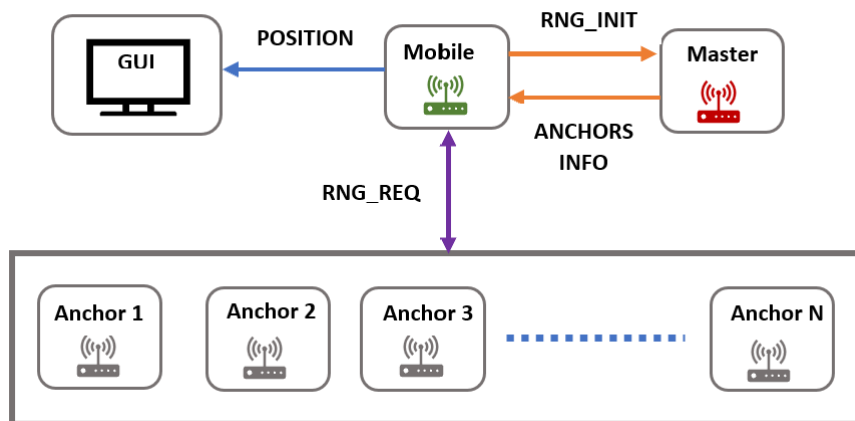 RNG_INIT
POSITION
GUI
Mobile
Master
ANCHORS
INFO
RNG_REQ
Anchor 1
Anchor 2
Anchor 3
Anchor N